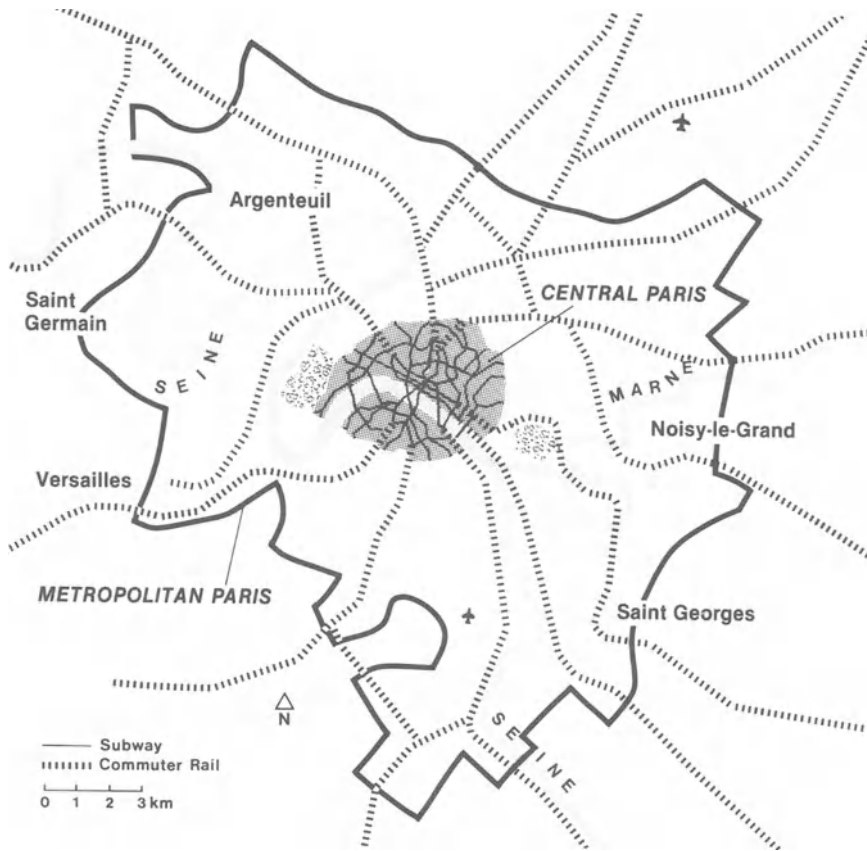 Argenteuil
CENTRAL PARIS
Saint
Germain
SEINE
MARNE
Noisy-le-Grand
Versailles
METROPOLITAN PARIS
Saint Georges
N
SEINE
Subway
Commuter Rail
0 1 2 3 km